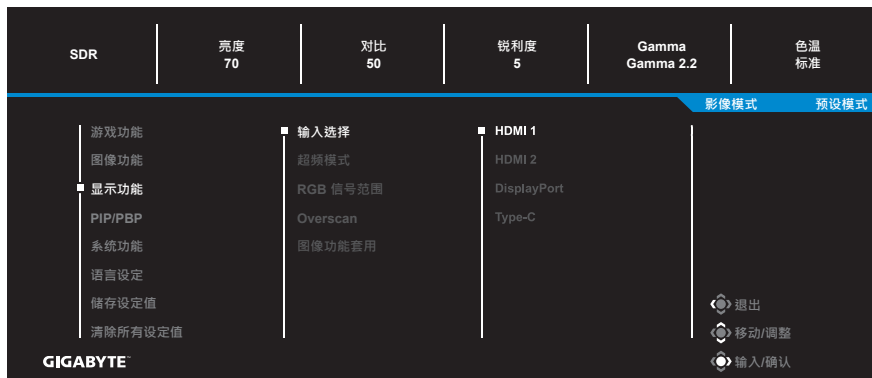 SDR
亮度
70
对比
50
锐利度
5
Gamma
Gamma 2.2
色温
标准
影像模式 预设模式
游戏功能
图像功能
显示功能
PIP/PBP
系统功能
语言设定
储存设定值
清除所有设定值
输入选择
超频模式
RGB 信号范围
Overscan
图像功能套用
HDMI 1
HDMI 2
DisplayPort
Type-C
退出
移动/调整
输入/确认
GIGABYTE™